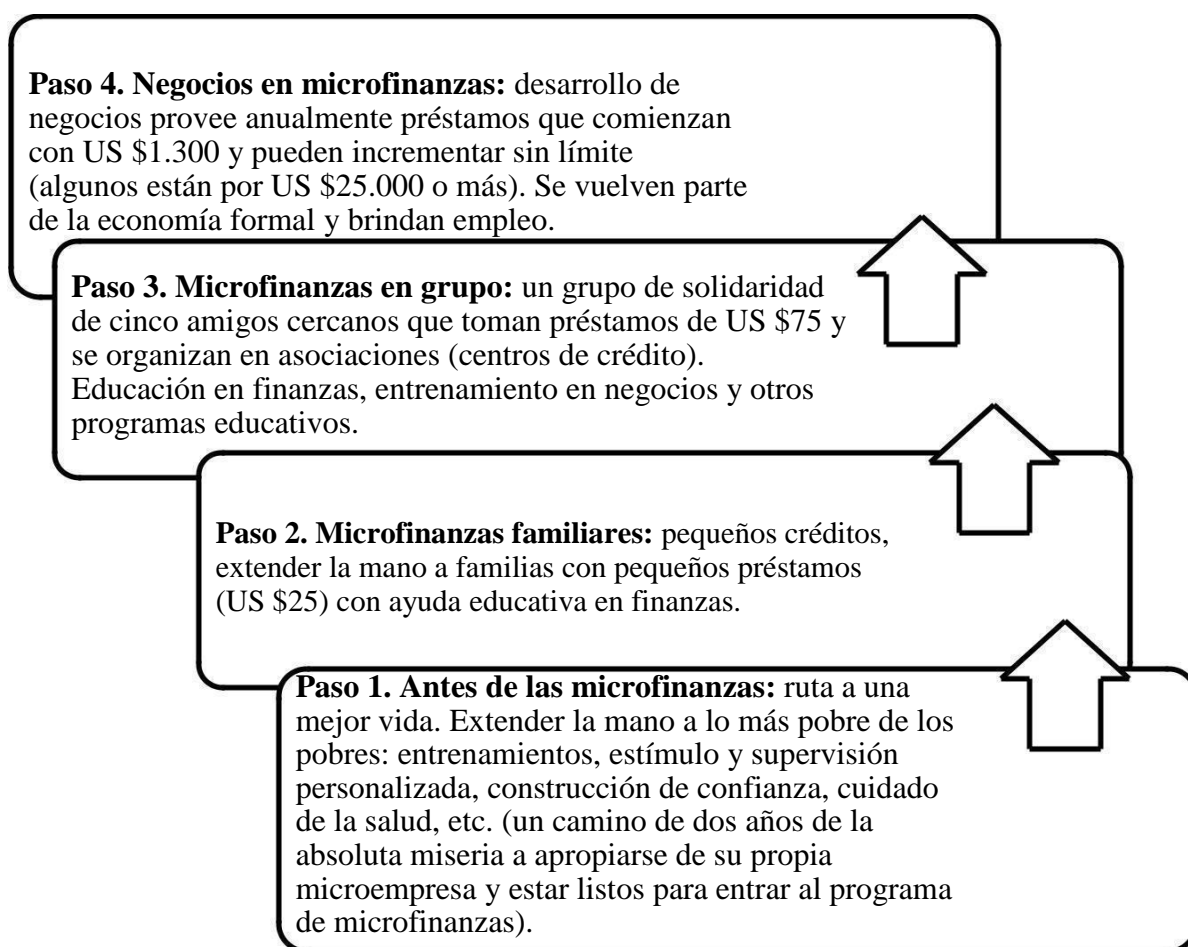 Paso 4. Negocios en microfinanzas: desarrollo de
negocios provee anualmente préstamos que comienzan
con US $1.300 y pueden incrementar sin límite
(algunos están por US $25.000 o más). Se vuelven parte
de la economía formal y brindan empleo.
Paso 3. Microfinanzas en grupo: un grupo de solidaridad
de cinco amigos cercanos que toman préstamos de US $75 y
se organizan en asociaciones (centros de crédito).
Educación en finanzas, entrenamiento en negocios y otros
programas educativos.
Paso 2. Microfinanzas familiares: pequeños créditos,
extender la mano a familias con pequeños préstamos
(US $25) con ayuda educativa en finanzas.
Paso 1. Antes de las microfinanzas: ruta a una
mejor vida. Extender la mano a lo más pobre de los
pobres: entrenamientos, estímulo y supervisión
personalizada, construcción de confianza, cuidado
de la salud, etc. (un camino de dos años de la
absoluta miseria a apropiarse de su propia
microempresa y estar listos para entrar al programa
de microfinanzas).